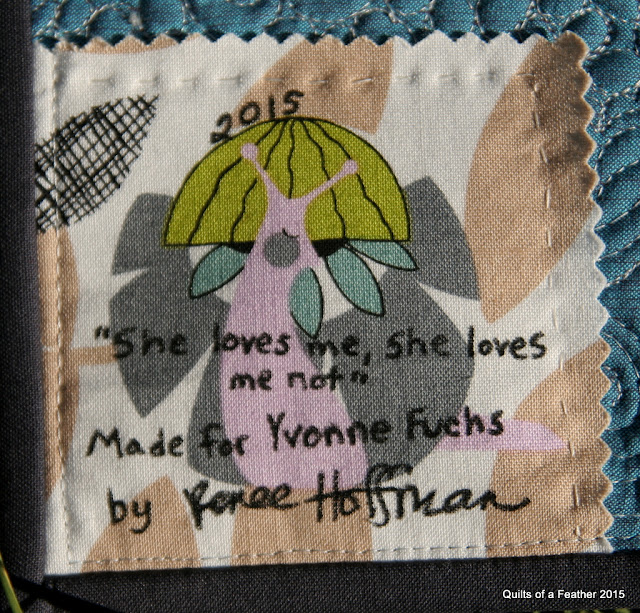 2015
"She loves me, she loves
me not"
Made for Yvonne Fuchs
by Renee Hoffman
Quilts of a Feather 2015